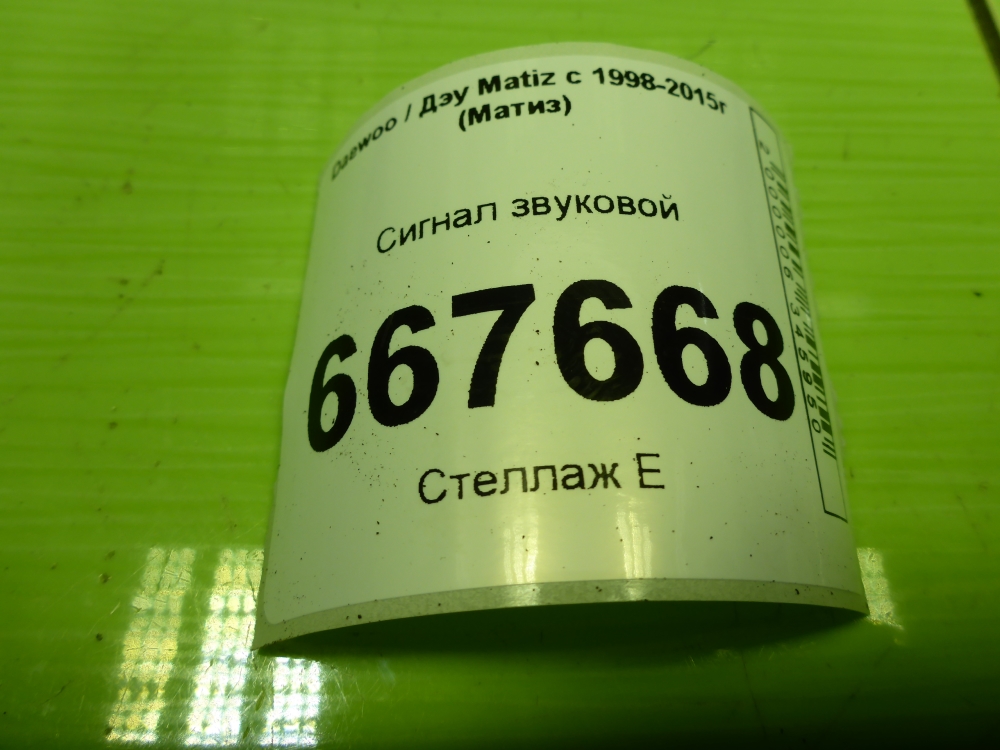 Daewoo / Дэу Matiz с 1998-2015г
(Матиз)
Сигнал звуковой
667668
Стеллаж Е